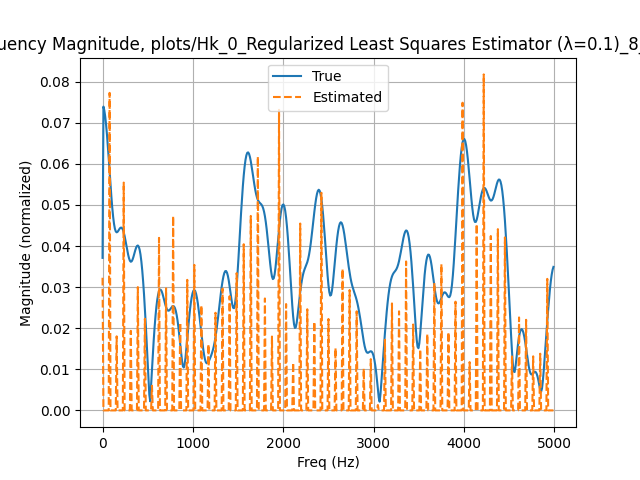 uency Magnitude, plots/Hk_0_Regularized Least Squares Estimator (λ=0.1)_8_
True
Estimated
0.08
0.07
0.06
0.05
0.04
0.03
0.02
0.01
0.00
Magnitude (normalized)
0 1000 2000 3000 4000 5000
Freq (Hz)